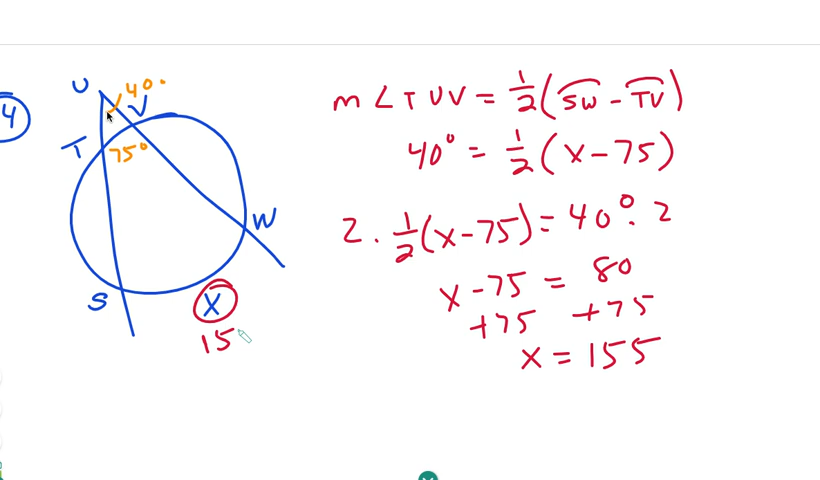 4
U 40°
V
T 75°
W
S
X
15
m∠TUV = 1/2(SW - TV)
40° = 1/2(x-75)
2 · 1/2(x-75) = 40° · 2
x-75 = 80
+75 +75
x = 155